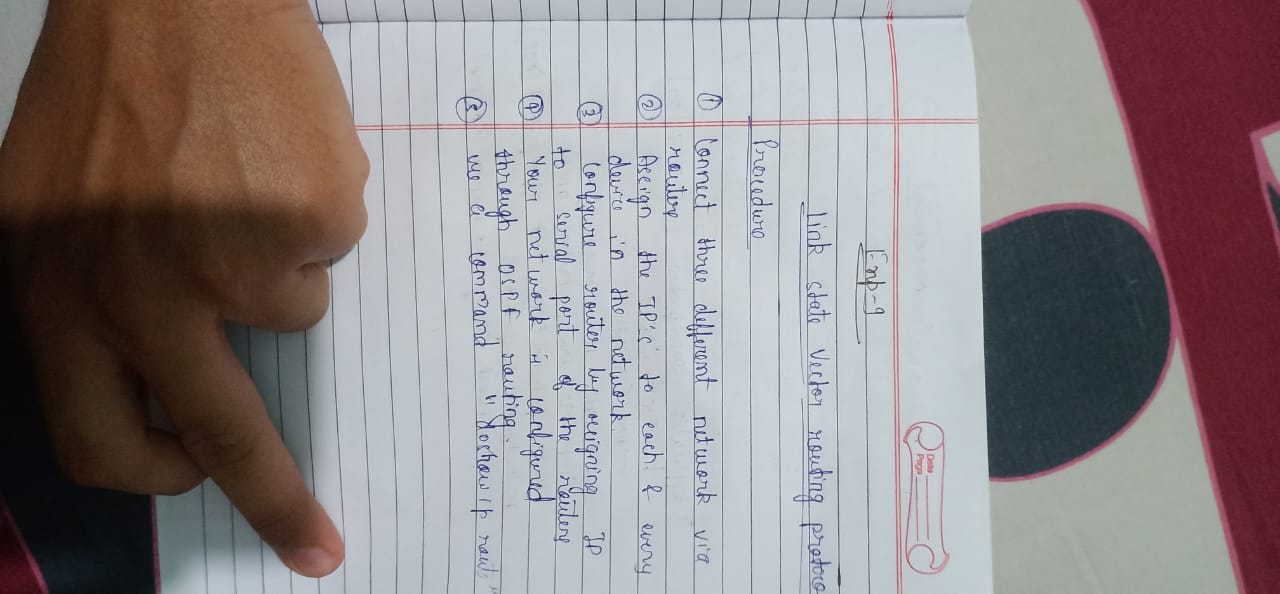 Date
Page
Exp-9
Link state Vector routing protoco
Procedure
① Connect three different network via
routers
② Assign the IP's to each & every
device in the network
③ Configure router by assigning IP
to serial port of the routers
④ Your network is configured
through OSPF routing.
⑤ use a command "do show ip route"